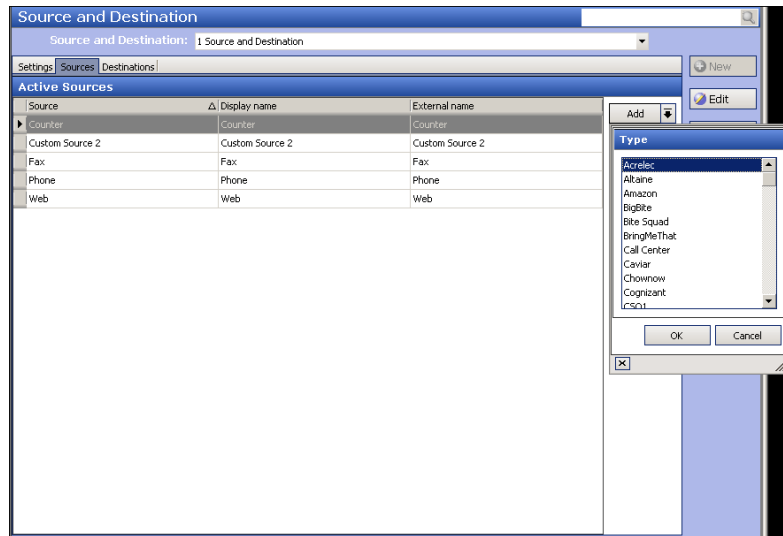 Source and Destination
Source and Destination: 1 Source and Destination
Settings Sources Destinations
New
Active Sources
Edit
Source Display name External name
Add
Counter Counter Counter
Type
Custom Source 2 Custom Source 2 Custom Source 2
Fax Fax Fax
Phone Phone Phone
Web Web Web
Acrelec
Altaine
Amazon
BigBite
Bite Squad
BringMeThat
Call Center
Caviar
Chownow
Cognizant
CSO1
OK Cancel